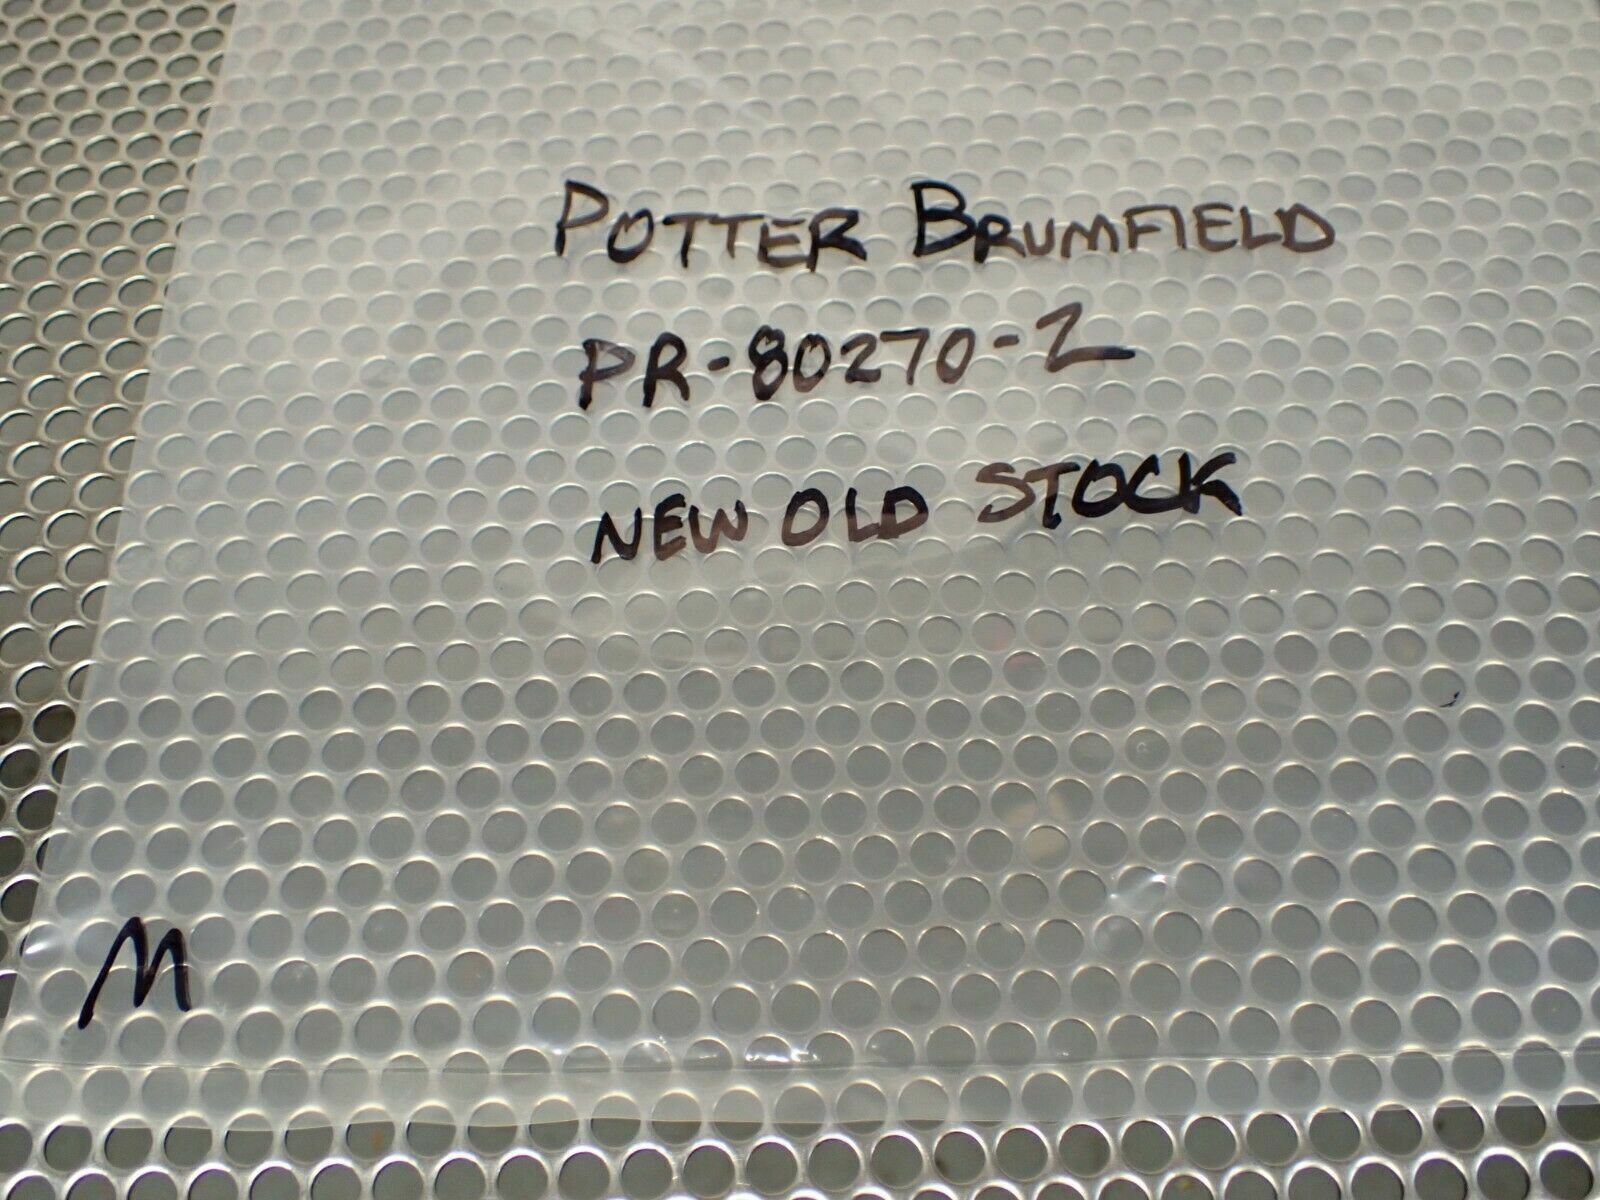 POTTER BRUMFIELD
PR-80270-2
NEW OLD STOCK
M